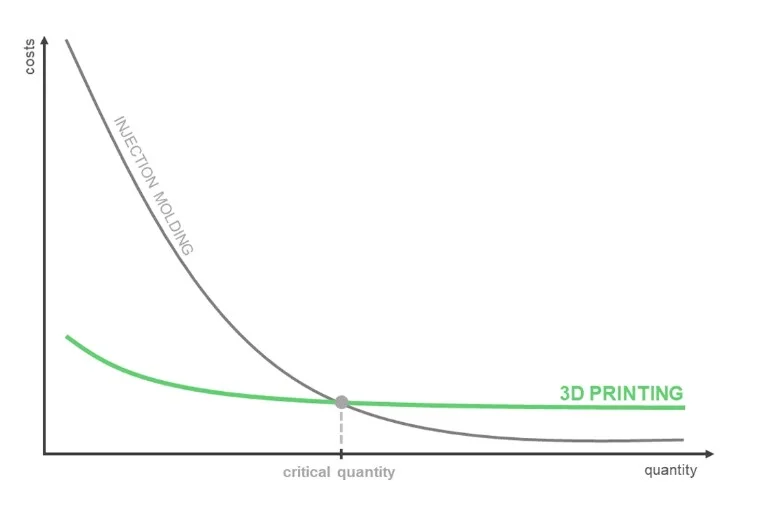 costs
INJECTION MOLDING
3D PRINTING
critical quantity
quantity